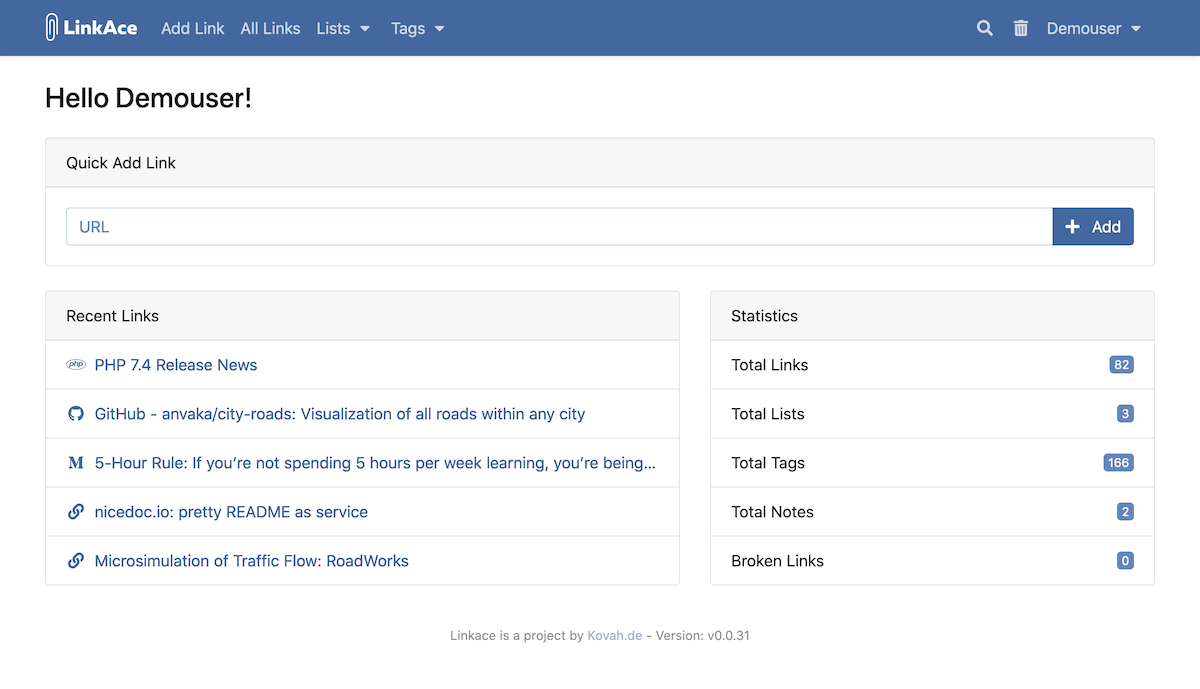 LinkAce Add Link All Links Lists Tags Demouser
Hello Demouser!
Quick Add Link
URL
Add
Recent Links
php PHP 7.4 Release News
GitHub - anvaka/city-roads: Visualization of all roads within any city
M 5-Hour Rule: If you’re not spending 5 hours per week learning, you’re being...
nicedoc.io: pretty README as service
Microsimulation of Traffic Flow: RoadWorks
Statistics
Total Links 82
Total Lists 3
Total Tags 166
Total Notes 2
Broken Links 0
Linkace is a project by Kovah.de - Version: v0.0.31